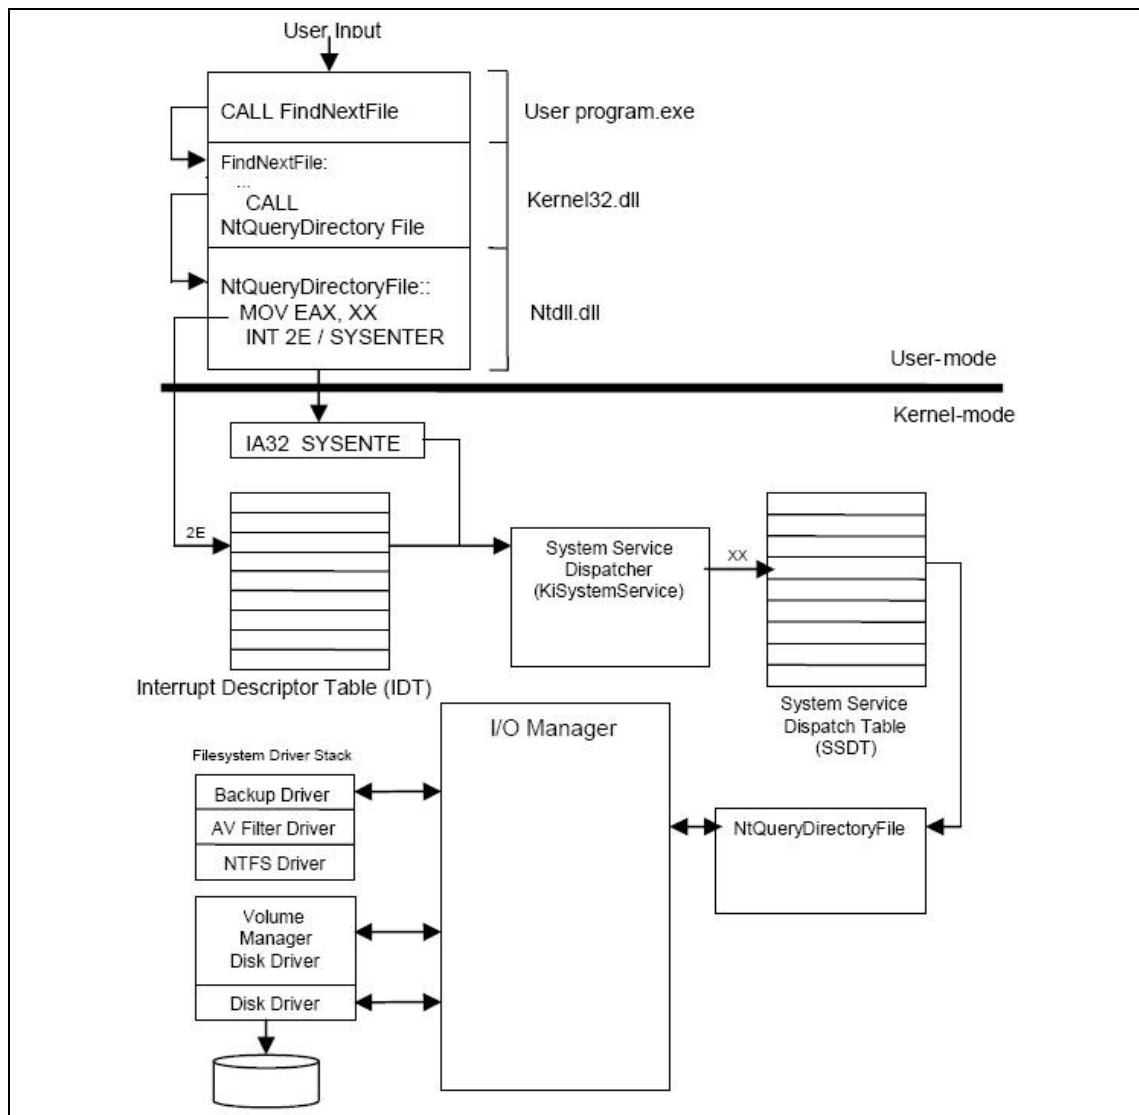 User Input
CALL FindNextFile
User program.exe
FindNextFile:
...
CALL
NtQueryDirectory File
Kernel32.dll
NtQueryDirectoryFile::
MOV EAX, XX
INT 2E / SYSENTER
Ntdll.dll
User-mode
Kernel-mode
IA32 SYSENTE
2E
System Service
Dispatcher
(KiSystemService)
XX
Interrupt Descriptor Table (IDT)
System Service
Dispatch Table
(SSDT)
I/O Manager
Filesystem Driver Stack
Backup Driver
AV Filter Driver
NTFS Driver
NtQueryDirectoryFile
Volume
Manager
Disk Driver
Disk Driver